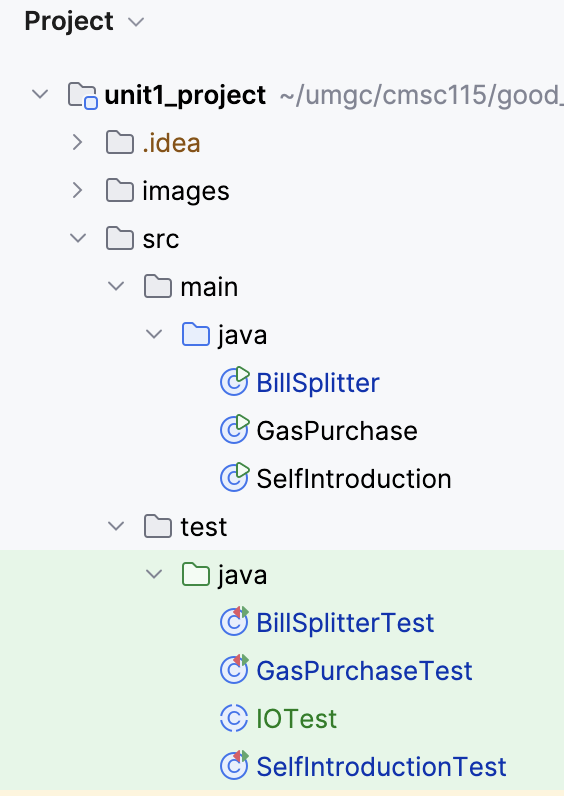 Project
unit1_project ~/umgc/cmsc115/good_
.idea
images
src
main
java
BillSplitter
GasPurchase
SelfIntroduction
test
java
BillSplitterTest
GasPurchaseTest
IOTest
SelfIntroductionTest